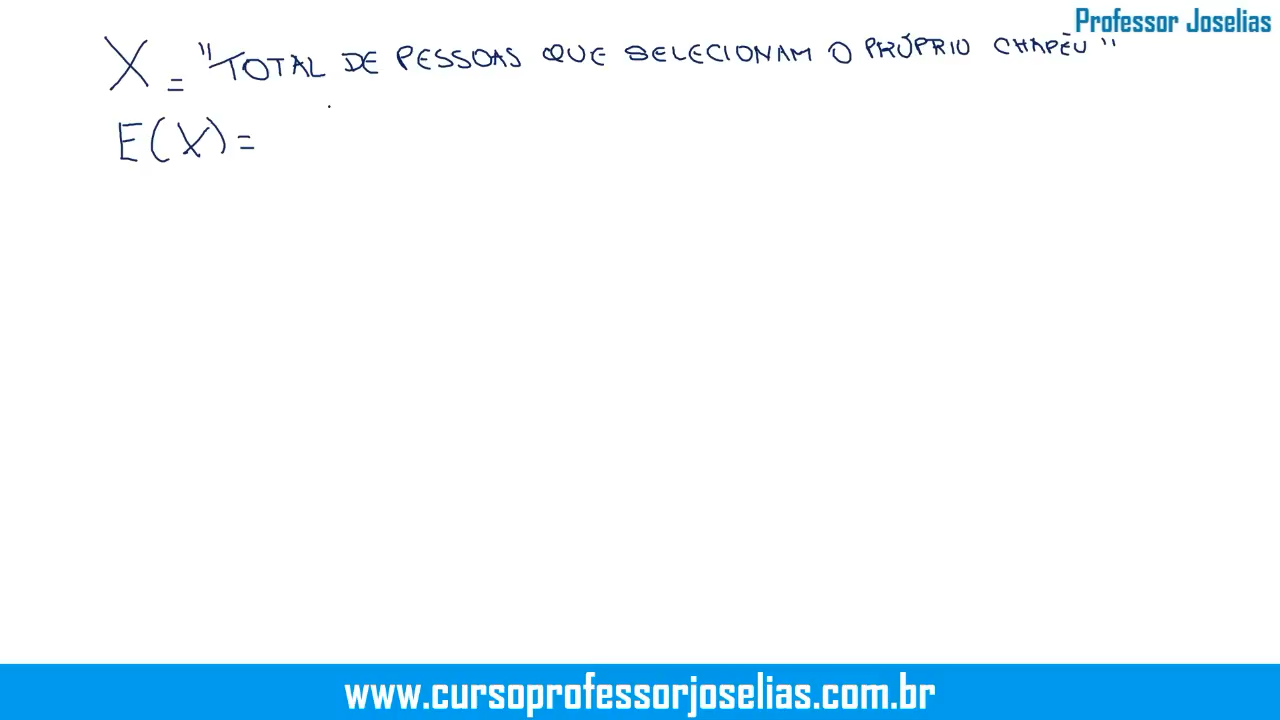 Professor Joselias
X = "TOTAL DE PESSOAS QUE SELECIONAM O PRÓPRIO CHAPÉU"
E(X) =
www.cursoprofessorjoselias.com.br